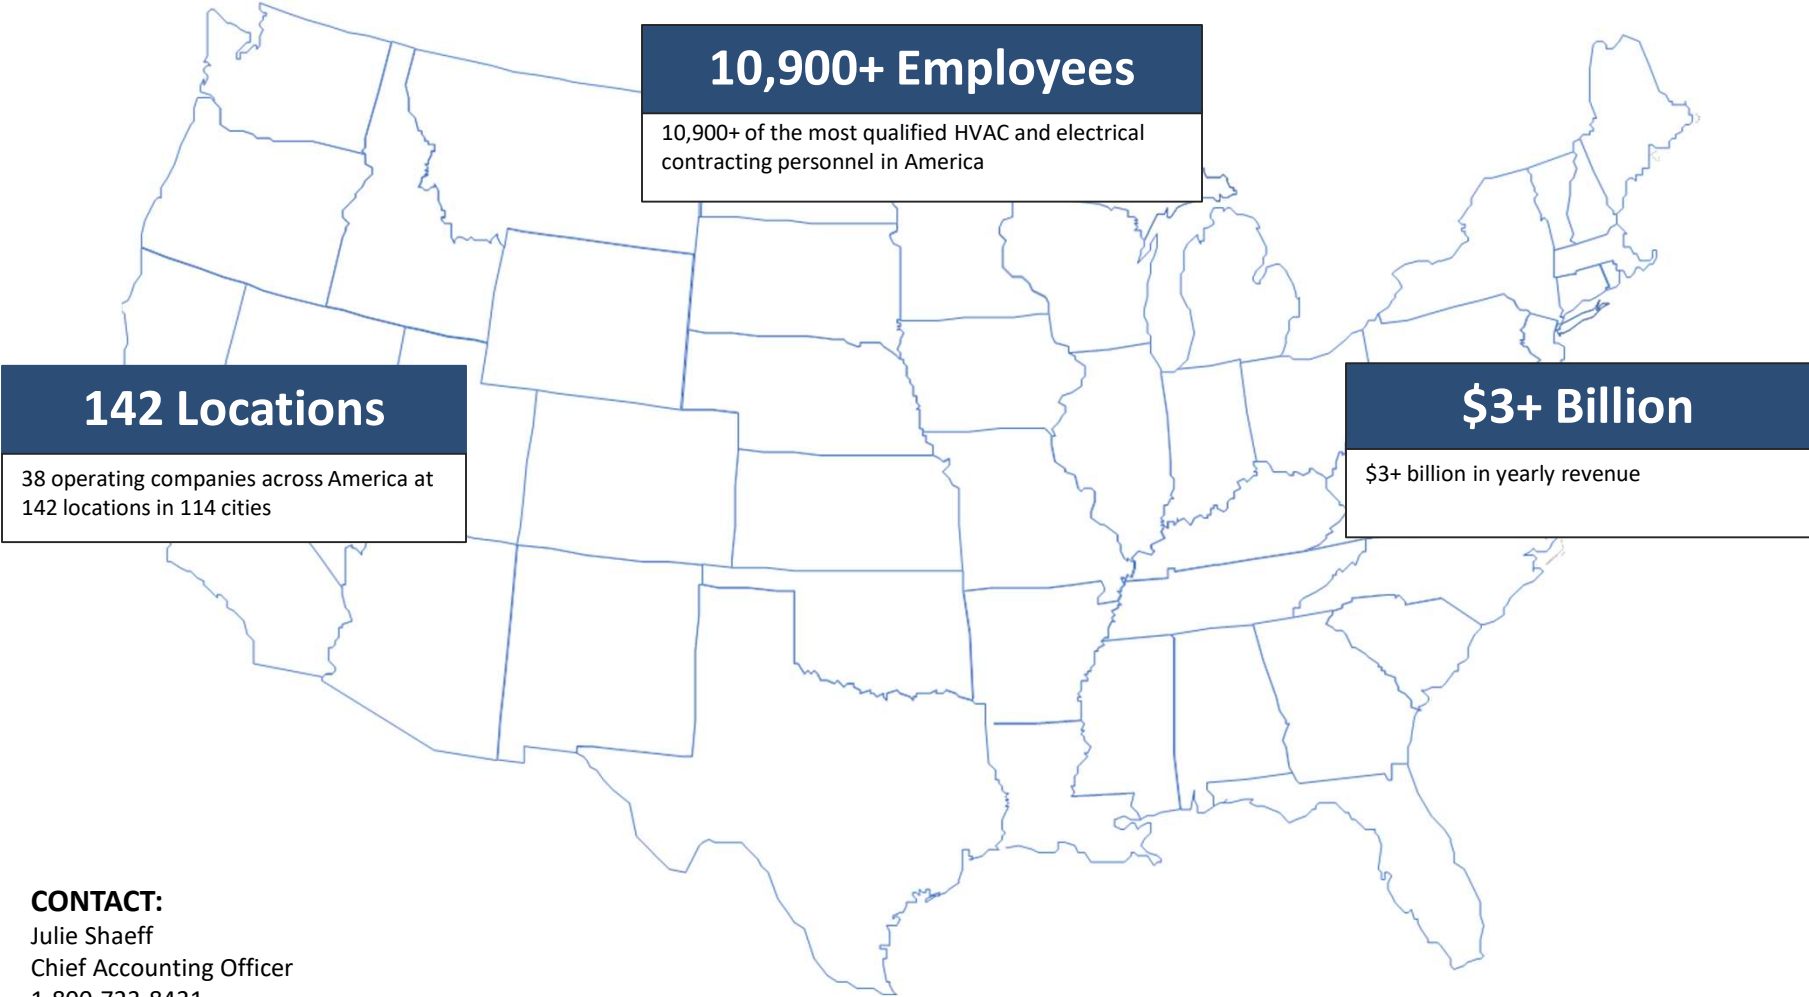 10,900+ Employees
10,900+ of the most qualified HVAC and electrical
contracting personnel in America
142 Locations
38 operating companies across America at
142 locations in 114 cities
$3+ Billion
$3+ billion in yearly revenue
CONTACT:
Julie Shaeff
Chief Accounting Officer